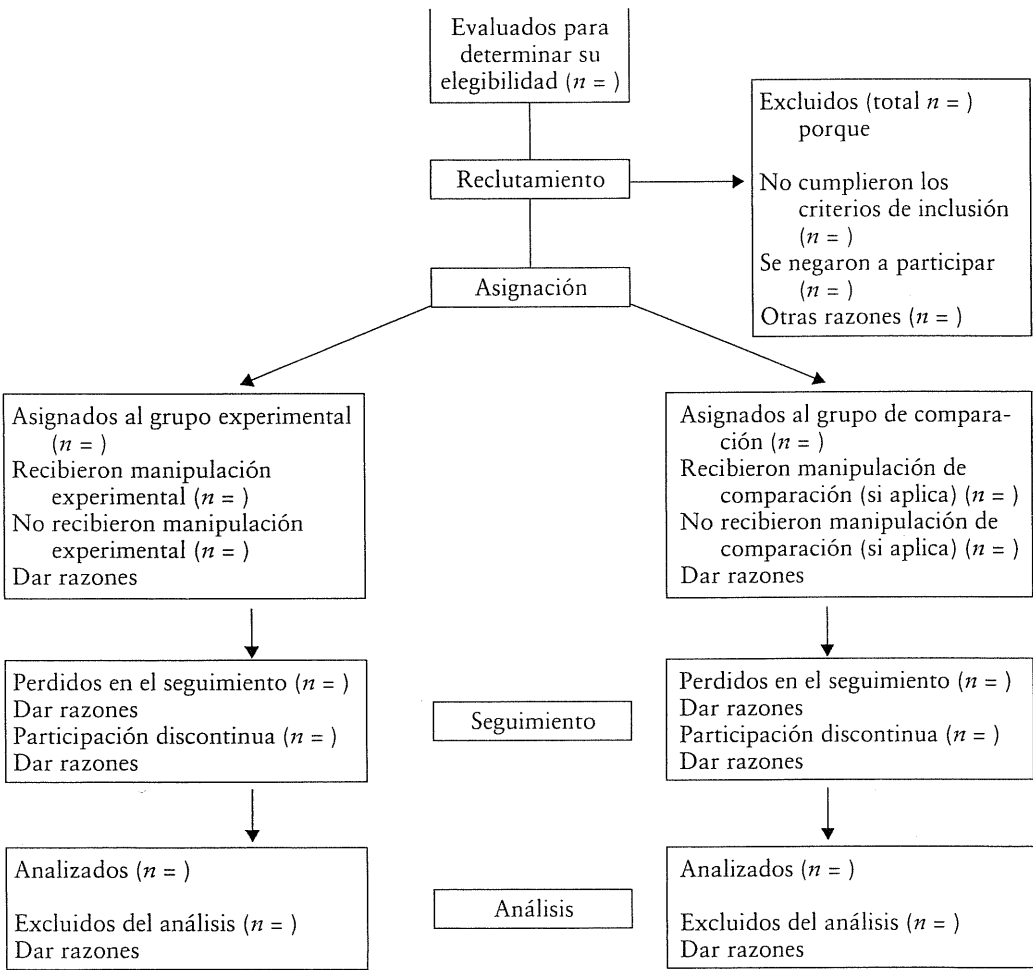 Evaluados para
determinar su
elegibilidad (n = )
Excluidos (total n = )
porque
No cumplieron los
criterios de inclusión
(n = )
Se negaron a participar
(n = )
Otras razones (n = )
Reclutamiento
Asignación
Asignados al grupo experimental
(n = )
Recibieron manipulación
experimental (n = )
No recibieron manipulación
experimental (n = )
Dar razones
Asignados al grupo de compara-
ción (n = )
Recibieron manipulación de
comparación (si aplica) (n = )
No recibieron manipulación de
comparación (si aplica) (n = )
Dar razones
Perdidos en el seguimiento (n = )
Dar razones
Participación discontinua (n = )
Dar razones
Seguimiento
Perdidos en el seguimiento (n = )
Dar razones
Participación discontinua (n = )
Dar razones
Analizados (n = )
Excluidos del análisis (n = )
Dar razones
Análisis
Analizados (n = )
Excluidos del análisis (n = )
Dar razones